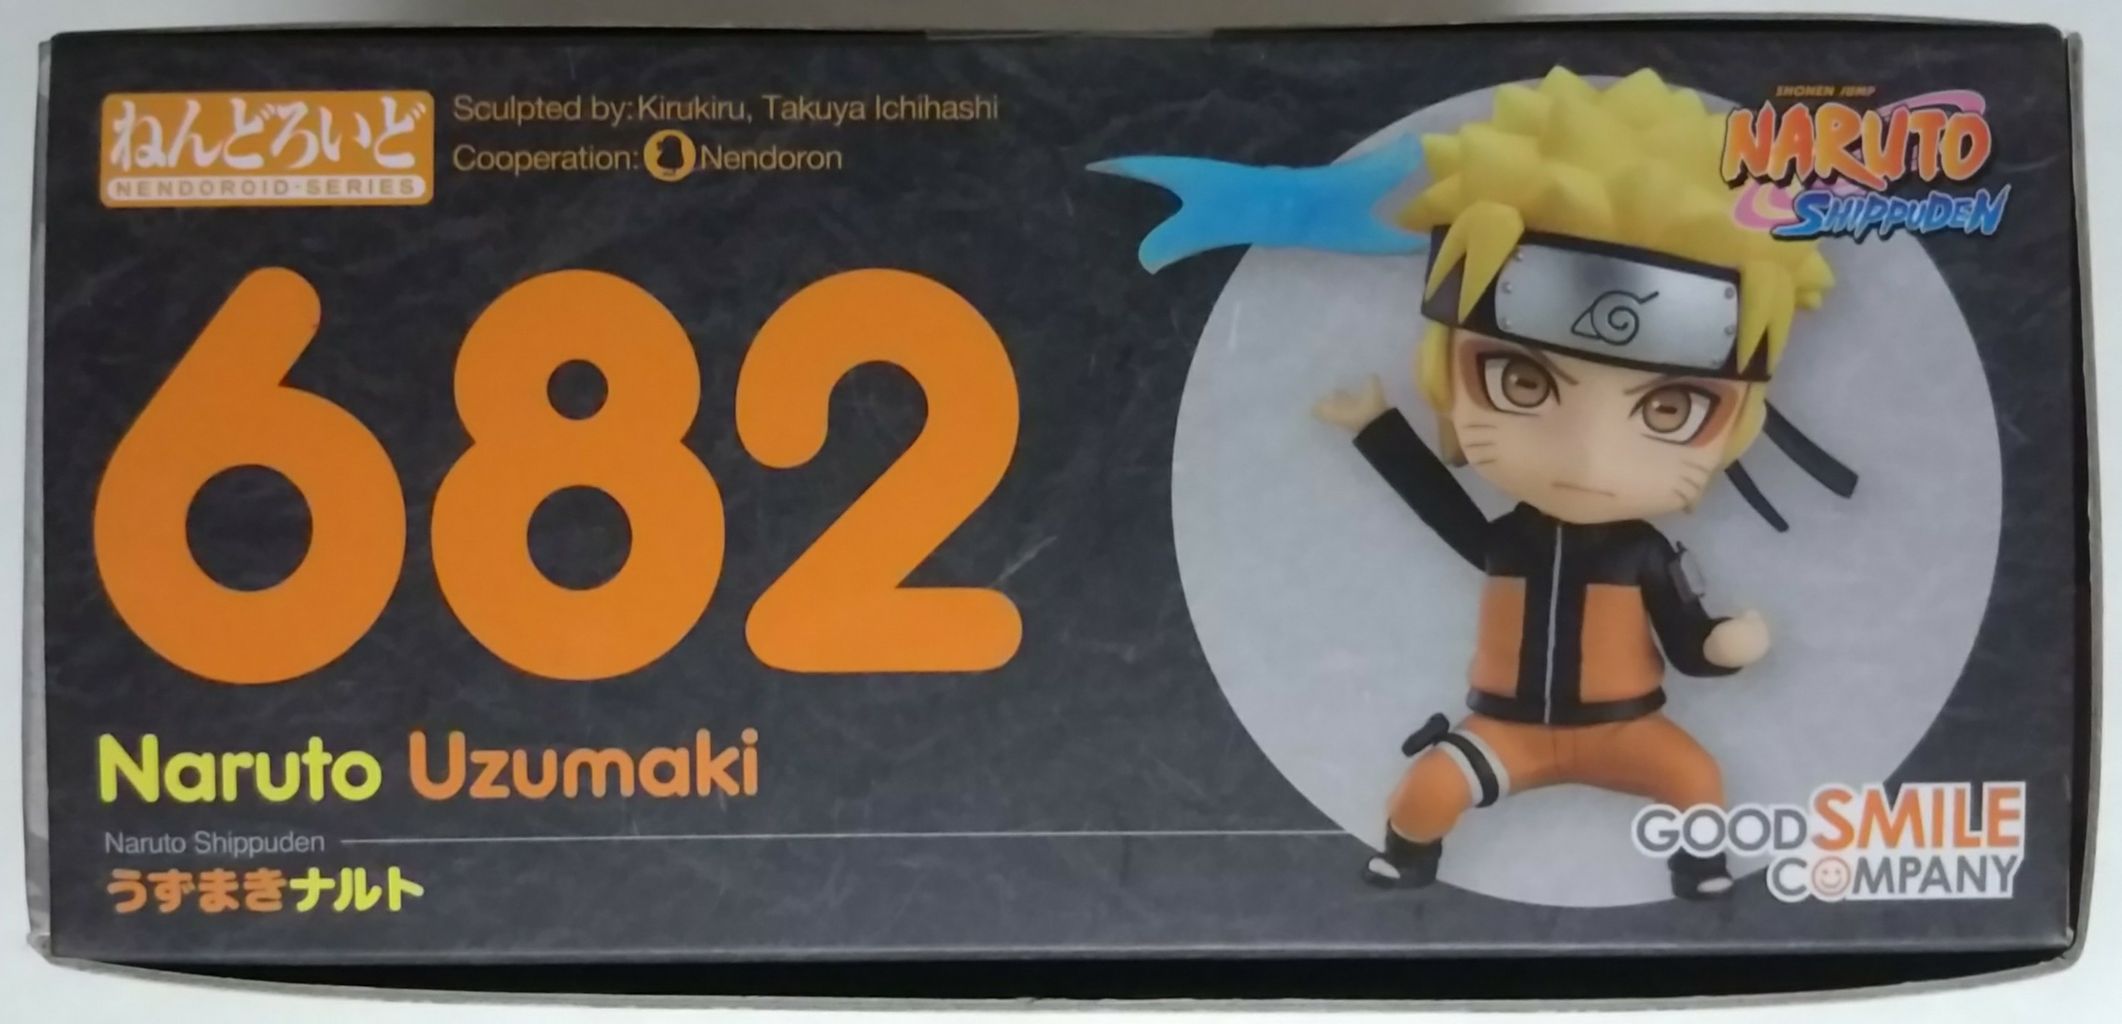 ねんどろいど
NENDOROID·SERIES
Sculpted by: Kirukiru, Takuya Ichihashi
Cooperation: Nendoron
SHONEN JUMP
NARUTO
SHIPPUDEN
682
Naruto Uzumaki
Naruto Shippuden
うずまきナルト
GOOD SMILE
COMPANY